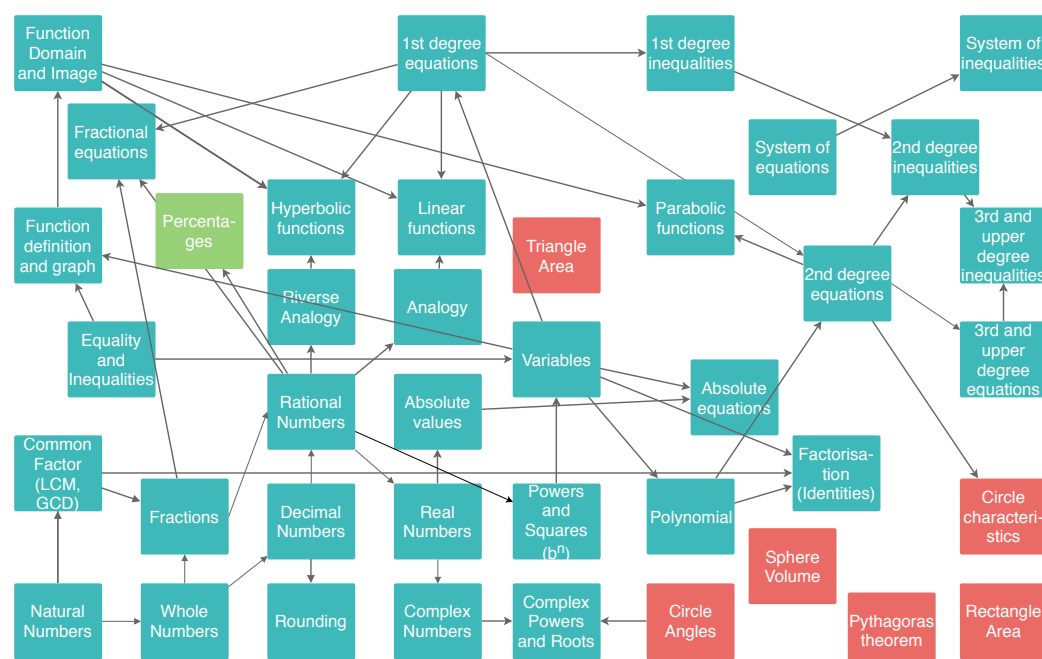 Function
Domain
and Image
1st degree
equations
1st degree
inequalities
System of
inequalities
Fractional
equations
System of
equations
2nd degree
inequalities
Function
definition
and graph
Percenta-
ges
Hyperbolic
functions
Linear
functions
Triangle
Area
Parabolic
functions
3rd and
upper
degree
inequalities
Riverse
Analogy
Analogy
2nd degree
equations
Equality
and
Inequalities
Variables
3rd and
upper
degree
equations
Rational
Numbers
Absolute
values
Absolute
equations
Common
Factor
(LCM,
GCD)
Fractions
Decimal
Numbers
Real
Numbers
Powers
and
Squares
(bⁿ)
Polynomial
Factorisa-
tion
(Identities)
Circle
characteri-
stics
Sphere
Volume
Natural
Numbers
Whole
Numbers
Rounding
Complex
Numbers
Complex
Powers
and Roots
Circle
Angles
Pythagoras
theorem
Rectangle
Area